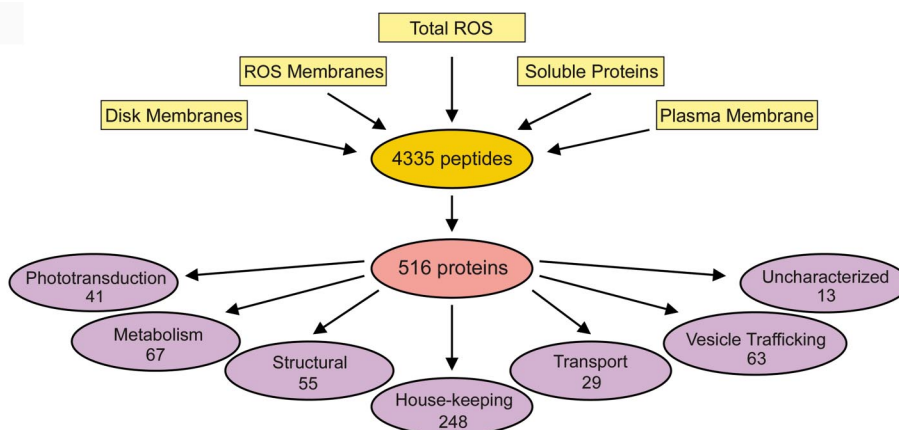 Total ROS
ROS Membranes
Soluble Proteins
Disk Membranes
Plasma Membrane
4335 peptides
516 proteins
Phototransduction
41
Uncharacterized
13
Metabolism
67
Vesicle Trafficking
63
Structural
55
Transport
29
House-keeping
248